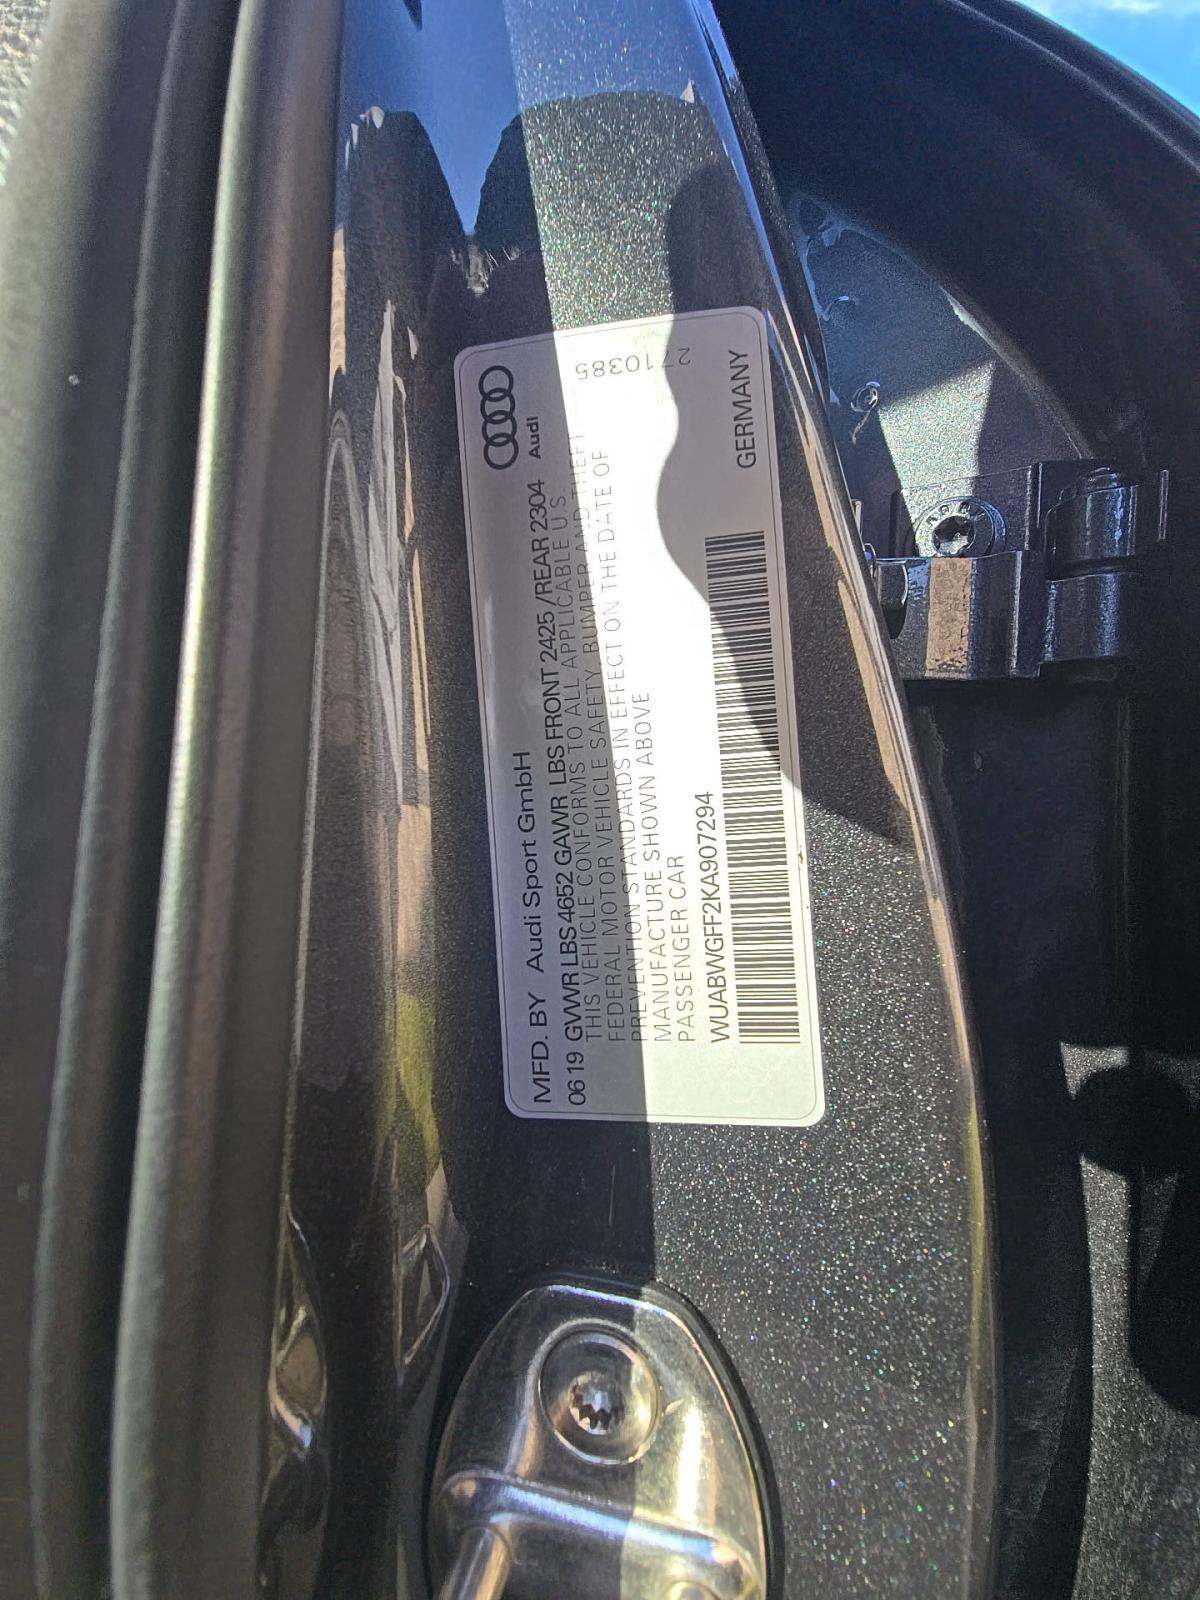 Audi
MFD. BY Audi Sport GmbH
06 19 GVWR LBS 4652 GAWR LBS FRONT 2425 / REAR 2304
THIS VEHICLE CONFORMS TO ALL APPLICABLE U.S.
FEDERAL MOTOR VEHICLE SAFETY, BUMPER AND THEFT
PREVENTION STANDARDS IN EFFECT ON THE DATE OF
MANUFACTURE SHOWN ABOVE
PASSENGER CAR
WUABWGFF2KA907294
GERMANY
2710385